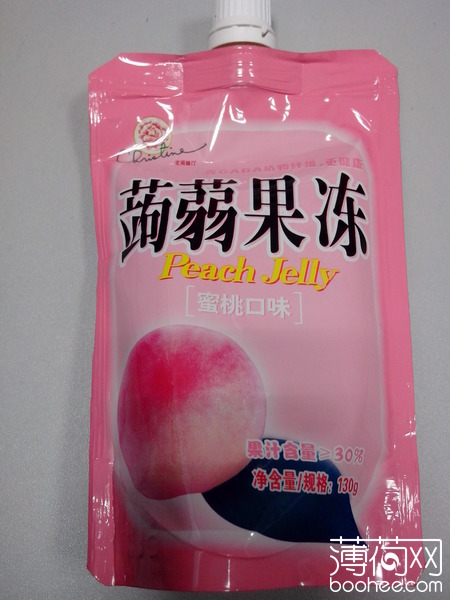 Christine
蒟蒻果冻
Peach Jelly
[蜜桃口味]
果汁含量≥30%
净含量/规格：130g
薄荷网
boohee.com